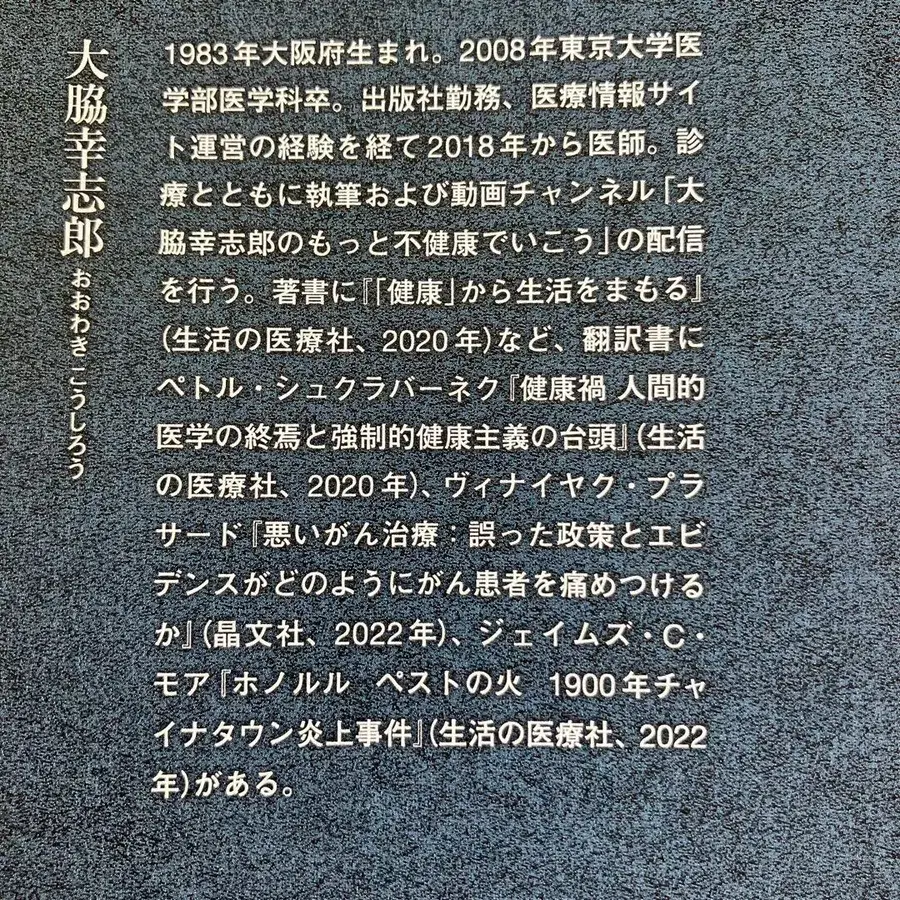 大脇幸志郎 おおわき こうしろう
1983年大阪府生まれ。2008年東京大学医
学部医学科卒。出版社勤務、医療情報サイ
ト運営の経験を経て2018年から医師。診
療とともに執筆および動画チャンネル「大
脇幸志郎のもっと不健康でいこう」の配信
を行う。著書に『「健康」から生活をまもる』
(生活の医療社、2020年)など、翻訳書に
ペトル・シュクラバーネク『健康禍 人間的
医学の終焉と強制的健康主義の台頭』(生活
の医療社、2020年)、ヴィナイヤク・プラ
サード『悪いがん治療：誤った政策とエビ
デンスがどのようにがん患者を痛めつける
か』(晶文社、2022年)、ジェイムズ・C・
モア『ホノルル　ペストの火　1900年チャ
イナタウン炎上事件』(生活の医療社、2022
年)がある。